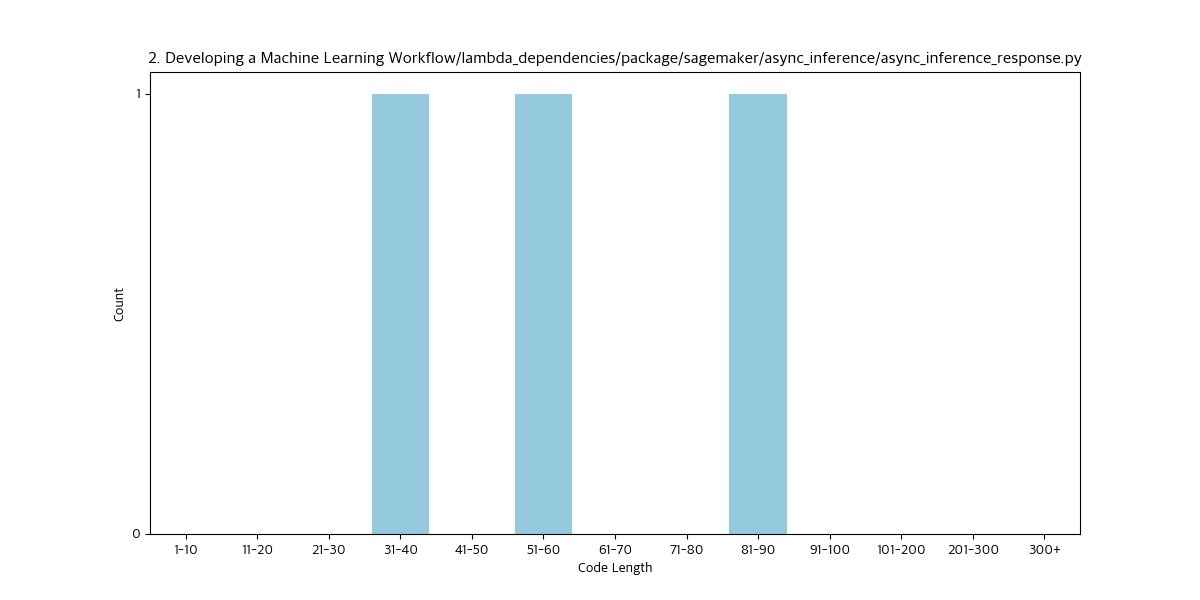 2. Developing a Machine Learning Workflow/lambda_dependencies/package/sagemaker/async_inference/async_inference_response.py
1
Count
0
1-10 11-20 21-30 31-40 41-50 51-60 61-70 71-80 81-90 91-100 101-200 201-300 300+
Code Length